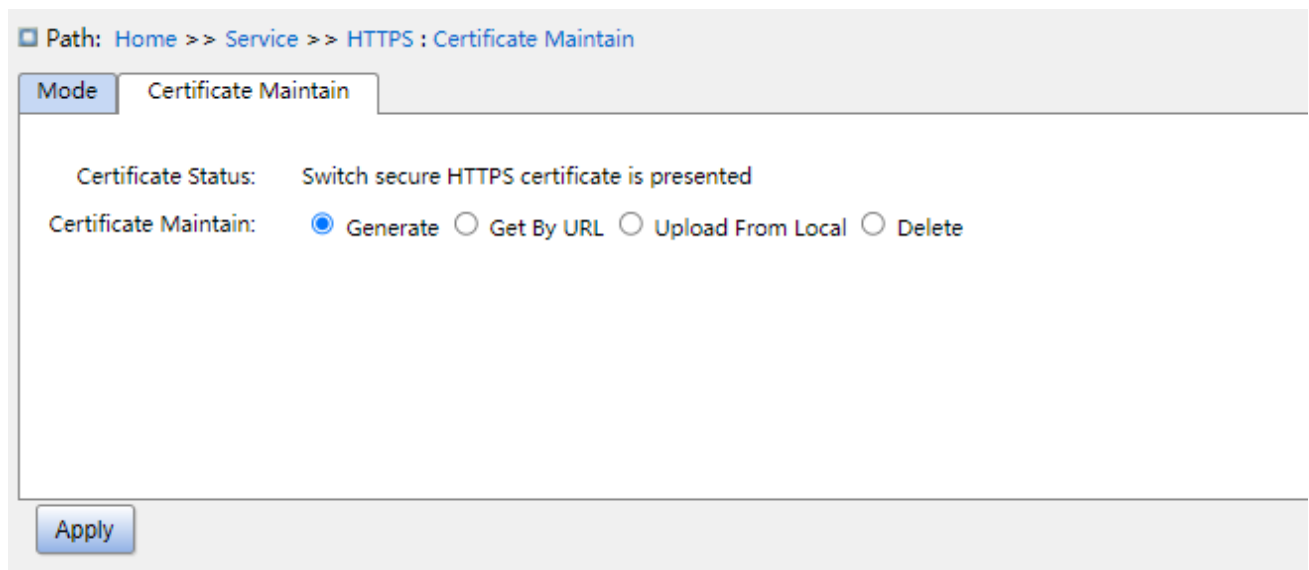 Path: Home >> Service >> HTTPS : Certificate Maintain
Mode Certificate Maintain
Certificate Status: Switch secure HTTPS certificate is presented
Certificate Maintain: Generate Get By URL Upload From Local Delete
Apply